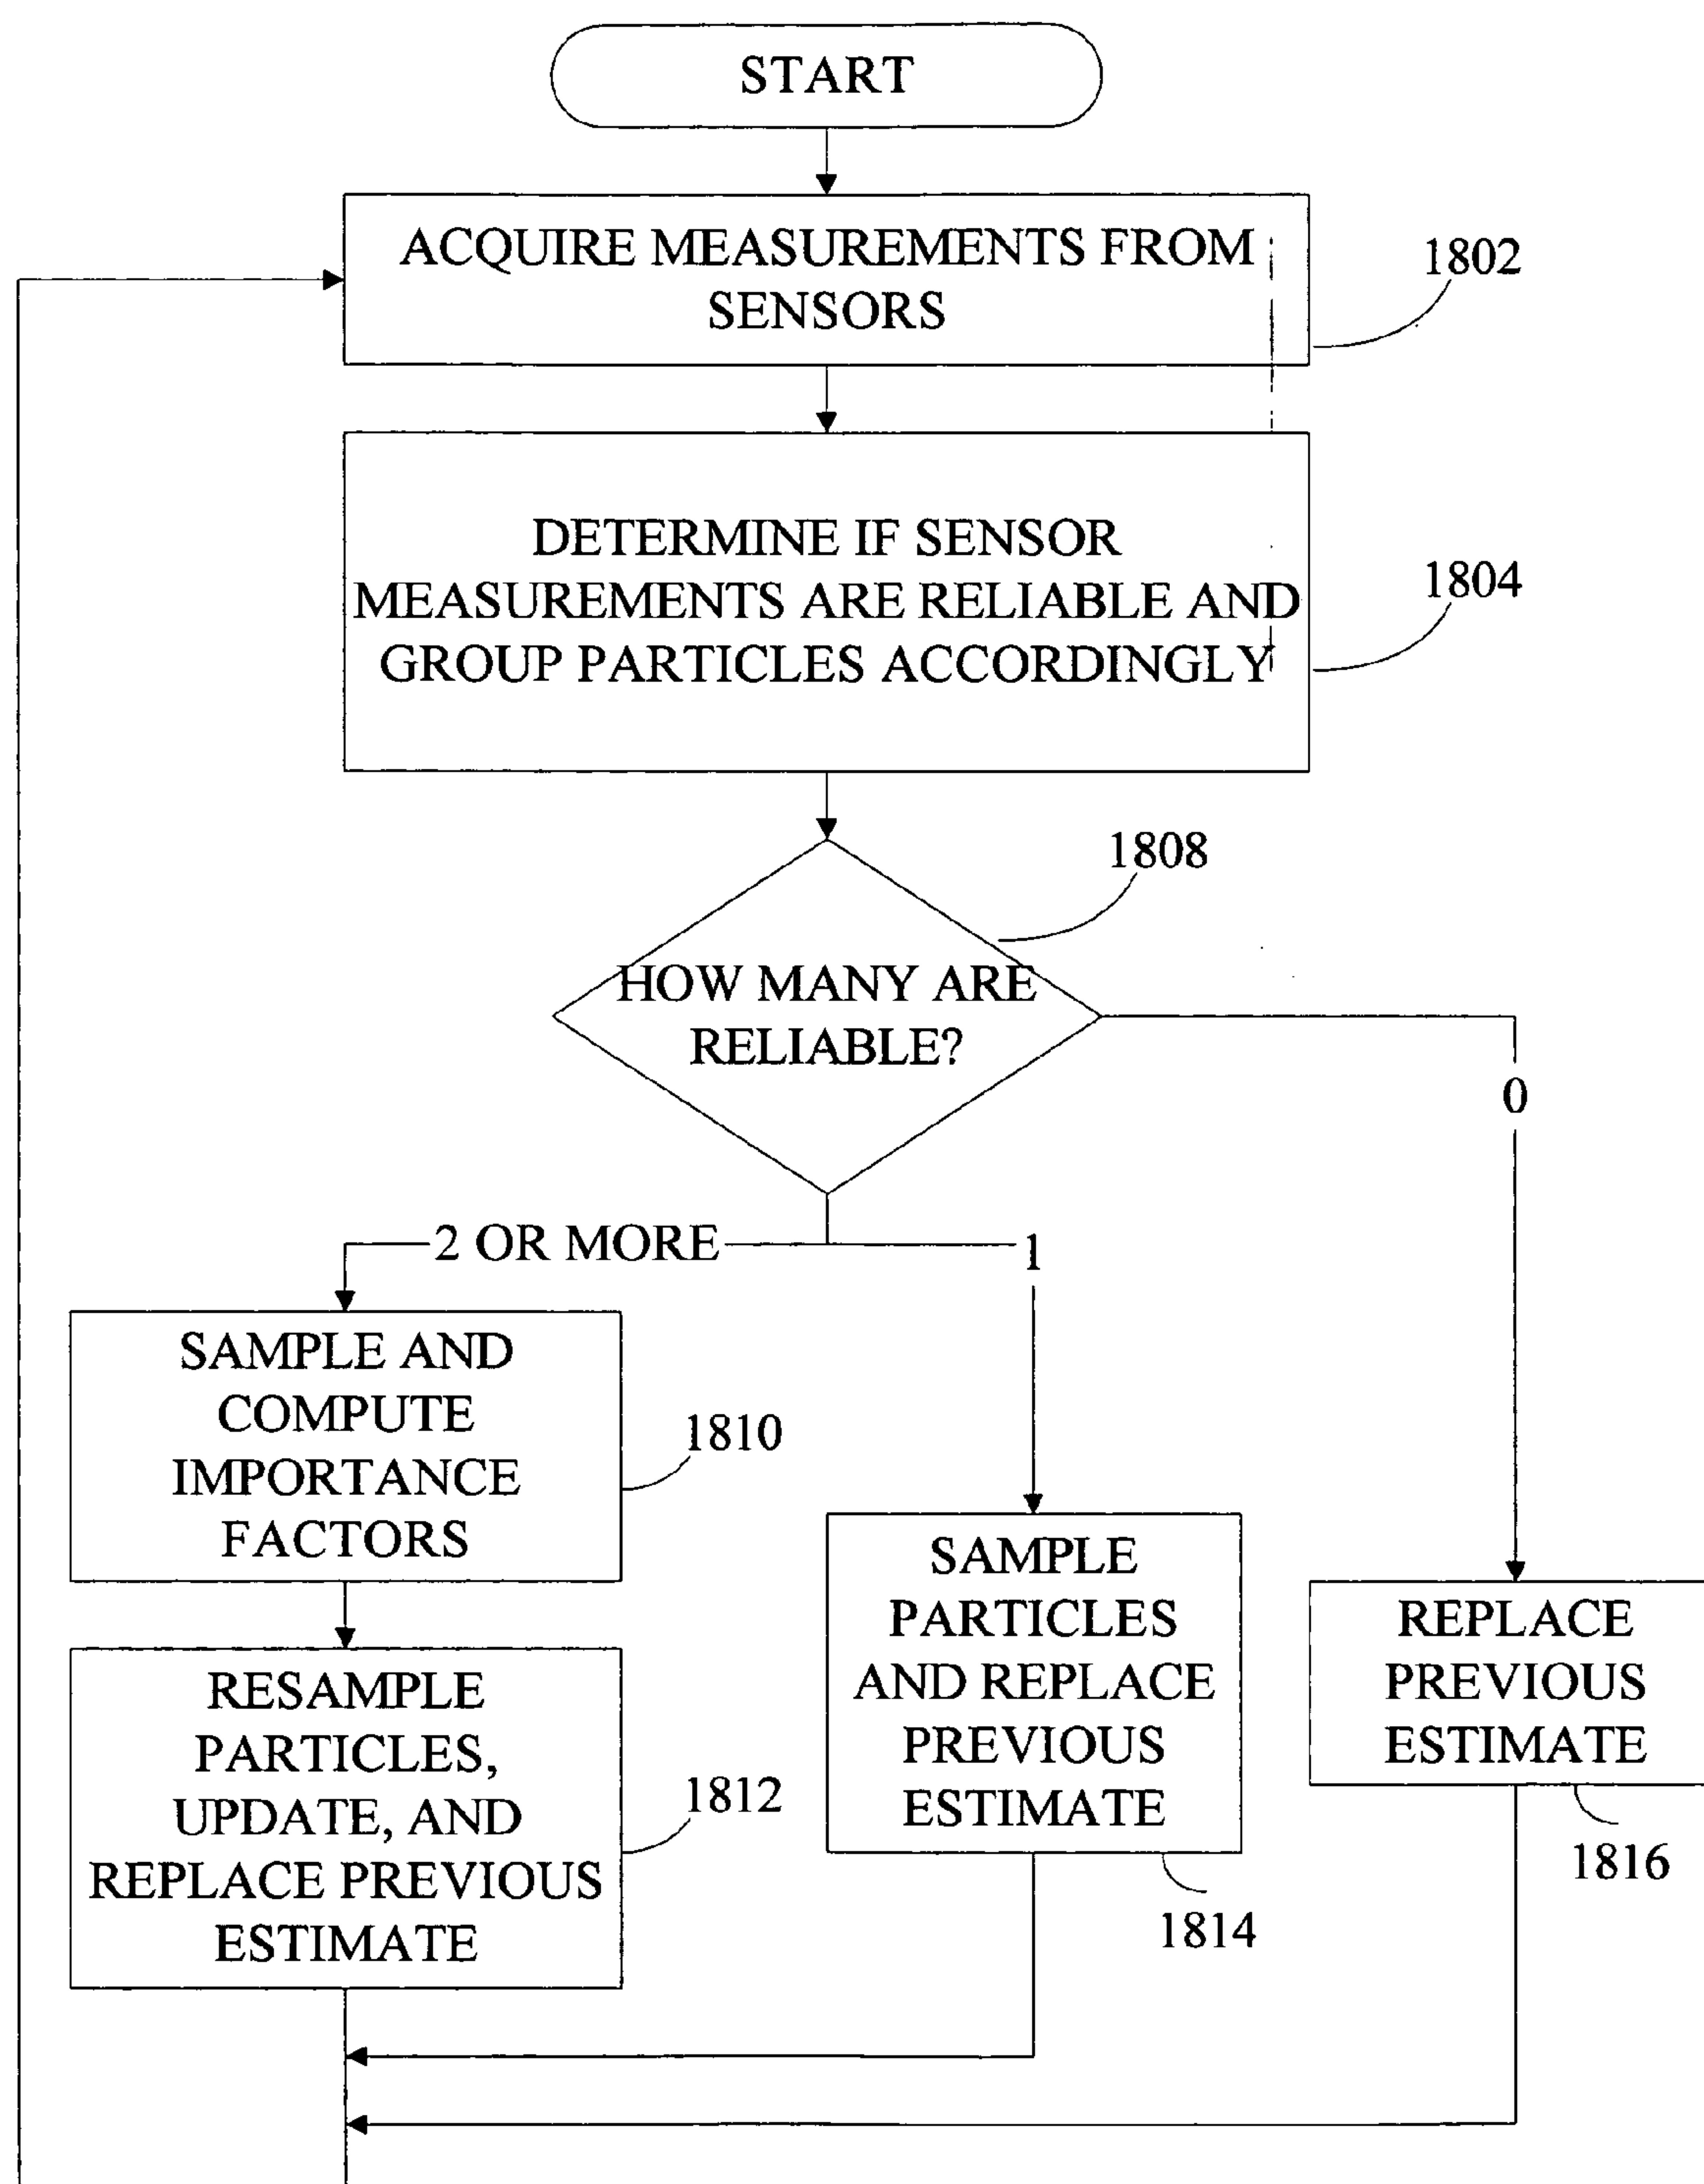 START
ACQUIRE MEASUREMENTS FROM
SENSORS
1802
DETERMINE IF SENSOR
MEASUREMENTS ARE RELIABLE AND
GROUP PARTICLES ACCORDINGLY
1804
1808
HOW MANY ARE
RELIABLE?
0
2 OR MORE
1
SAMPLE AND
COMPUTE
IMPORTANCE
FACTORS
1810
RESAMPLE
PARTICLES,
UPDATE, AND
REPLACE PREVIOUS
ESTIMATE
1812
SAMPLE
PARTICLES
AND REPLACE
PREVIOUS
ESTIMATE
1814
REPLACE
PREVIOUS
ESTIMATE
1816